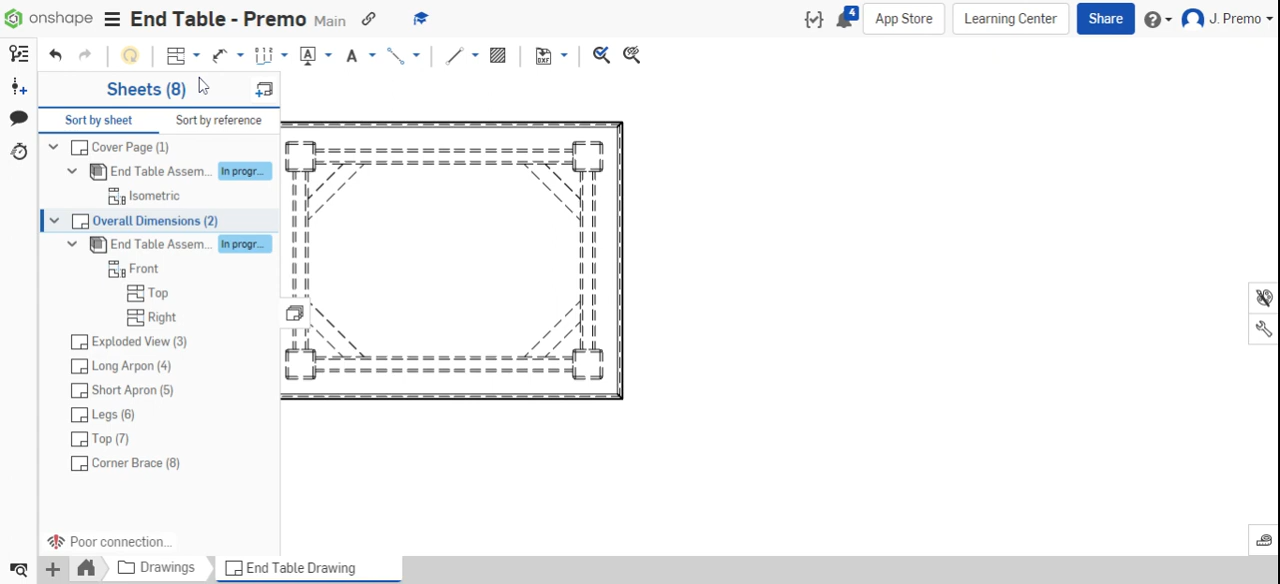 onshape End Table - Premo Main 4 App Store Learning Center Share J. Premo
A A
DXF
Sheets (8)
Sort by sheet Sort by reference
Cover Page (1)
End Table Assem... In progr...
Isometric
Overall Dimensions (2)
End Table Assem... In progr...
Front
Top
Right
Exploded View (3)
Long Arpon (4)
Short Apron (5)
Legs (6)
Top (7)
Corner Brace (8)
Poor connection...
Drawings End Table Drawing